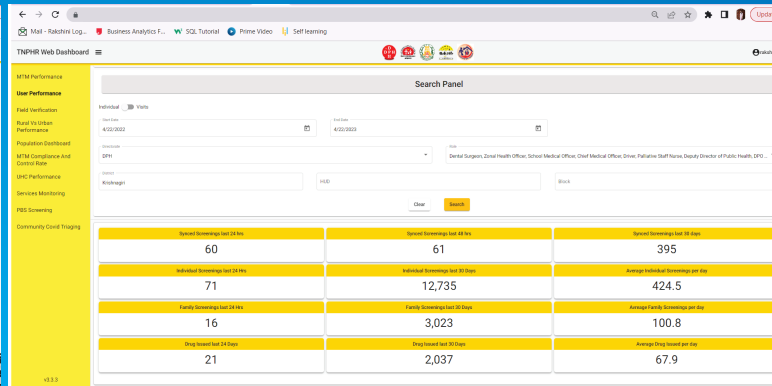 Upda
Mail - Rakshini Log...
Business Analytics F...
SQL Tutorial
Prime Video
Self learning
TNPHR Web Dashboard
MTM Performance
User Performance
Field Verification
Rural Vs Urban
Performance
Population Dashboard
MTM Compliance And
Control Rate
UHC Performance
Services Monitoring
PBS Screening
Community Covid Triaging
v3.3.3
Search Panel
Individual
Visits
Start Date
4/22/2022
End Date
4/22/2023
Directorate
DPH
Role
Dental Surgeon, Zonal Health Officer, School Medical Officer, Chief Medical Officer, Driver, Palliative Staff Nurse, Deputy Director of Public Health, DPO ...
District
Krishnagiri
HUD
Block
Clear
Search
Synced Screenings last 24 hrs
Synced Screenings last 48 hrs
Synced Screenings last 30 days
60
61
395
Individual Screenings last 24 Hrs
Individual Screenings last 30 Days
Average Individual Screenings per day
71
12,735
424.5
Family Screenings last 24 Hrs
Family Screenings last 30 Days
Avreage Family Screenings per day
16
3,023
100.8
Drug Issued last 24 Days
Drug Issued last 30 Days
Average Drug Issued per day
21
2,037
67.9